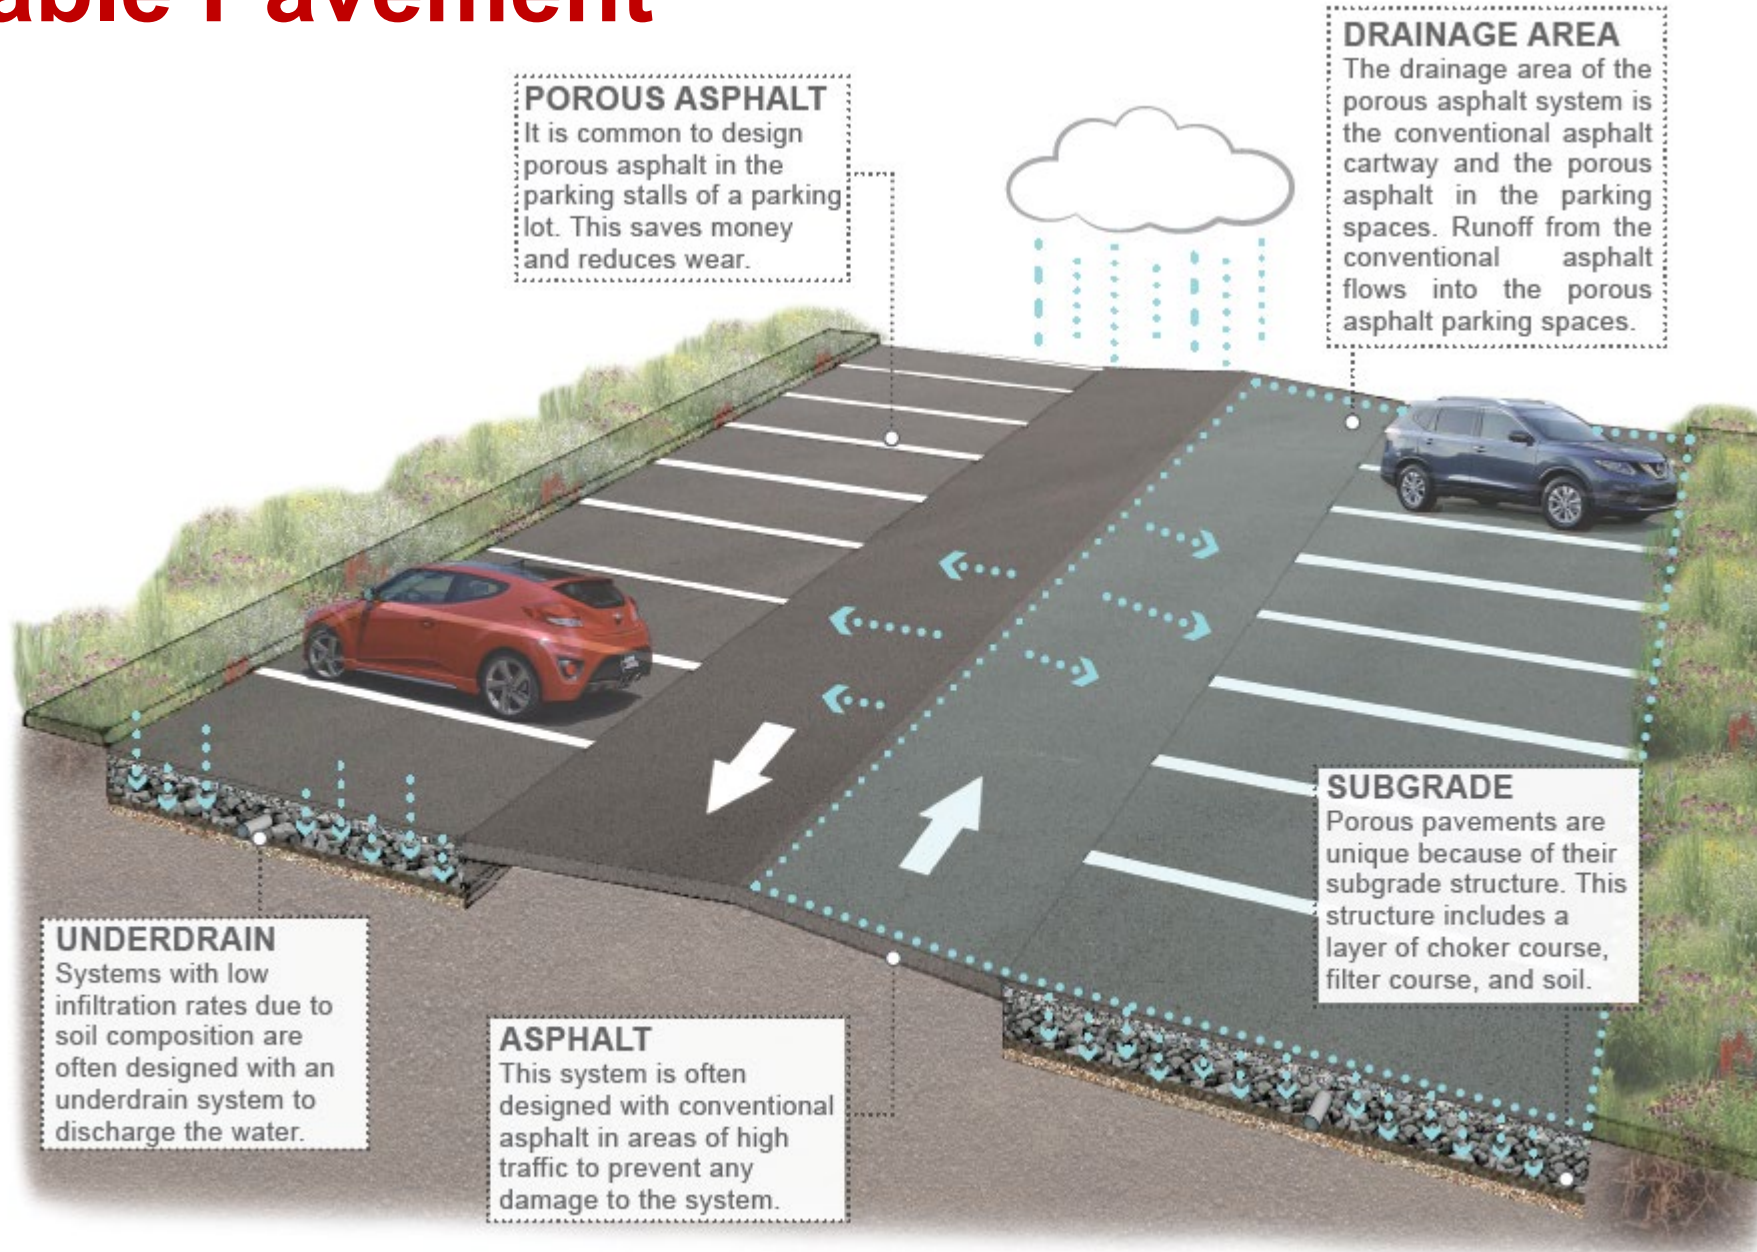 able Pavement
POROUS ASPHALT
It is common to design
porous asphalt in the
parking stalls of a parking
lot. This saves money
and reduces wear.
DRAINAGE AREA
The drainage area of the
porous asphalt system is
the conventional asphalt
cartway and the porous
asphalt in the parking
spaces. Runoff from the
conventional asphalt
flows into the porous
asphalt parking spaces.
SUBGRADE
Porous pavements are
unique because of their
subgrade structure. This
structure includes a
layer of choker course,
filter course, and soil.
UNDERDRAIN
Systems with low
infiltration rates due to
soil composition are
often designed with an
underdrain system to
discharge the water.
ASPHALT
This system is often
designed with conventional
asphalt in areas of high
traffic to prevent any
damage to the system.